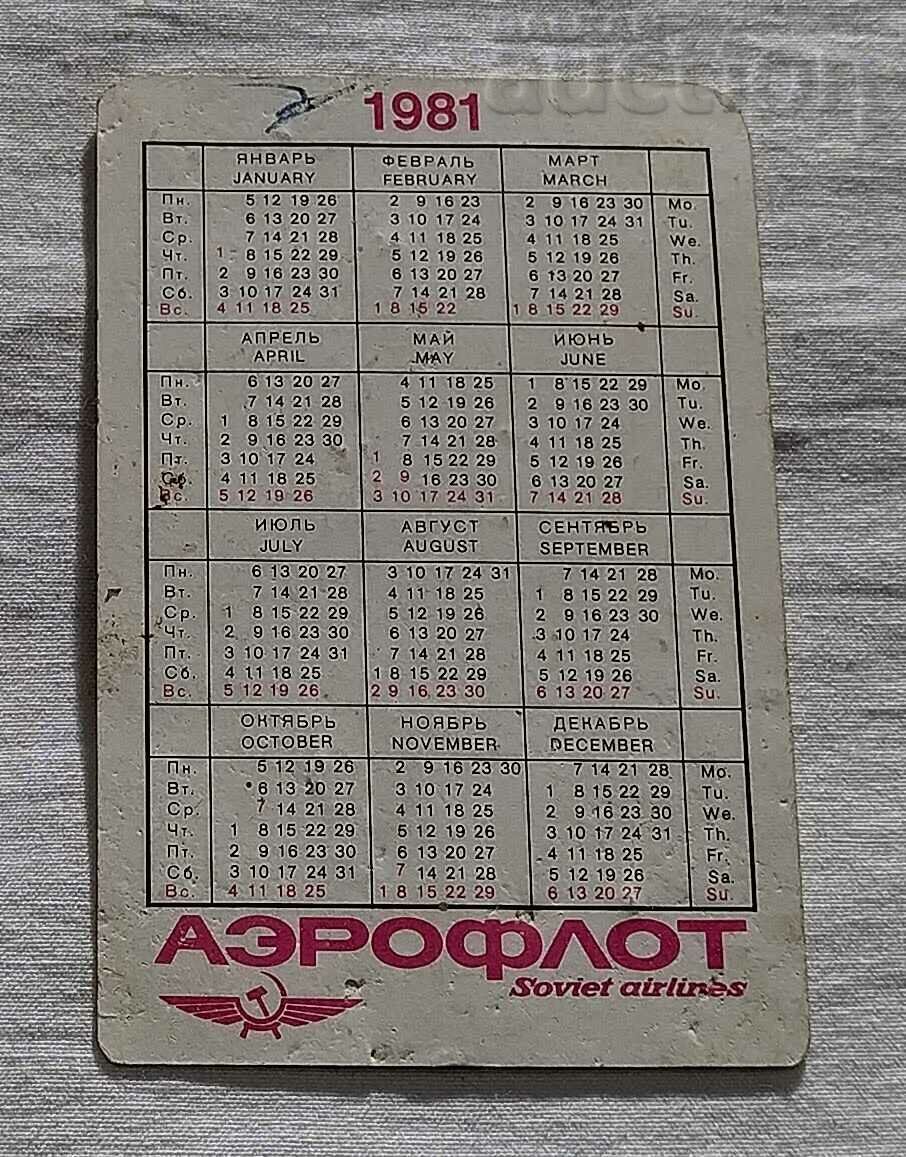 auction
1981
ЯНВАРЬ ФЕВРАЛЬ МАРТ
JANUARY FEBRUARY MARCH
Пн. 5 12 19 26 2 9 16 23 2 9 16 23 30 Mo.
Вт. 6 13 20 27 3 10 17 24 3 10 17 24 31 Tu.
Ср. 7 14 21 28 4 11 18 25 4 11 18 25 We.
Чт. 1 8 15 22 29 5 12 19 26 5 12 19 26 Th.
Пт. 2 9 16 23 30 6 13 20 27 6 13 20 27 Fr.
Сб. 3 10 17 24 31 7 14 21 28 7 14 21 28 Sa.
Вс. 4 11 18 25 1 8 15 22 1 8 15 22 29 Su.
АПРЕЛЬ МАЙ ИЮНЬ
APRIL MAY JUNE
Пн. 6 13 20 27 4 11 18 25 1 8 15 22 29 Mo.
Вт. 7 14 21 28 5 12 19 26 2 9 16 23 30 Tu.
Ср. 1 8 15 22 29 6 13 20 27 3 10 17 24 We.
Чт. 2 9 16 23 30 7 14 21 28 4 11 18 25 Th.
Пт. 3 10 17 24 1 8 15 22 29 5 12 19 26 Fr.
Сб. 4 11 18 25 2 9 16 23 30 6 13 20 27 Sa.
Вс. 5 12 19 26 3 10 17 24 31 7 14 21 28 Su.
ИЮЛЬ АВГУСТ СЕНТЯБРЬ
JULY AUGUST SEPTEMBER
Пн. 6 13 20 27 3 10 17 24 31 7 14 21 28 Mo.
Вт. 7 14 21 28 4 11 18 25 1 8 15 22 29 Tu.
Ср. 1 8 15 22 29 5 12 19 26 2 9 16 23 30 We.
Чт. 2 9 16 23 30 6 13 20 27 3 10 17 24 Th.
Пт. 3 10 17 24 31 7 14 21 28 4 11 18 25 Fr.
Сб. 4 11 18 25 1 8 15 22 29 5 12 19 26 Sa.
Вс. 5 12 19 26 2 9 16 23 30 6 13 20 27 Su.
ОКТЯБРЬ НОЯБРЬ ДЕКАБРЬ
OCTOBER NOVEMBER DECEMBER
Пн. 5 12 19 26 2 9 16 23 30 7 14 21 28 Mo.
Вт. 6 13 20 27 3 10 17 24 1 8 15 22 29 Tu.
Ср. 7 14 21 28 4 11 18 25 2 9 16 23 30 We.
Чт. 1 8 15 22 29 5 12 19 26 3 10 17 24 31 Th.
Пт. 2 9 16 23 30 6 13 20 27 4 11 18 25 Fr.
Сб. 3 10 17 24 31 7 14 21 28 5 12 19 26 Sa.
Вс. 4 11 18 25 1 8 15 22 29 6 13 20 27 Su.
АЭРОФЛОТ
Soviet airlines